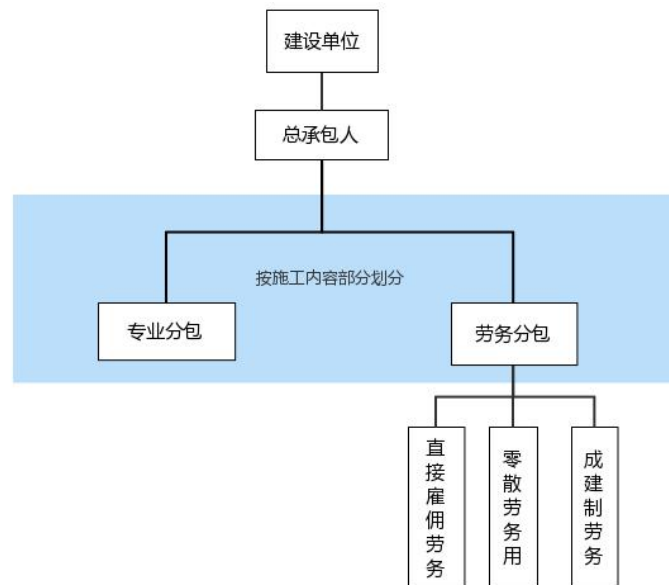 建设单位
总承包人
按施工内容部分划分
专业分包
劳务分包
直接雇佣劳务
零散劳务用
成建制劳务